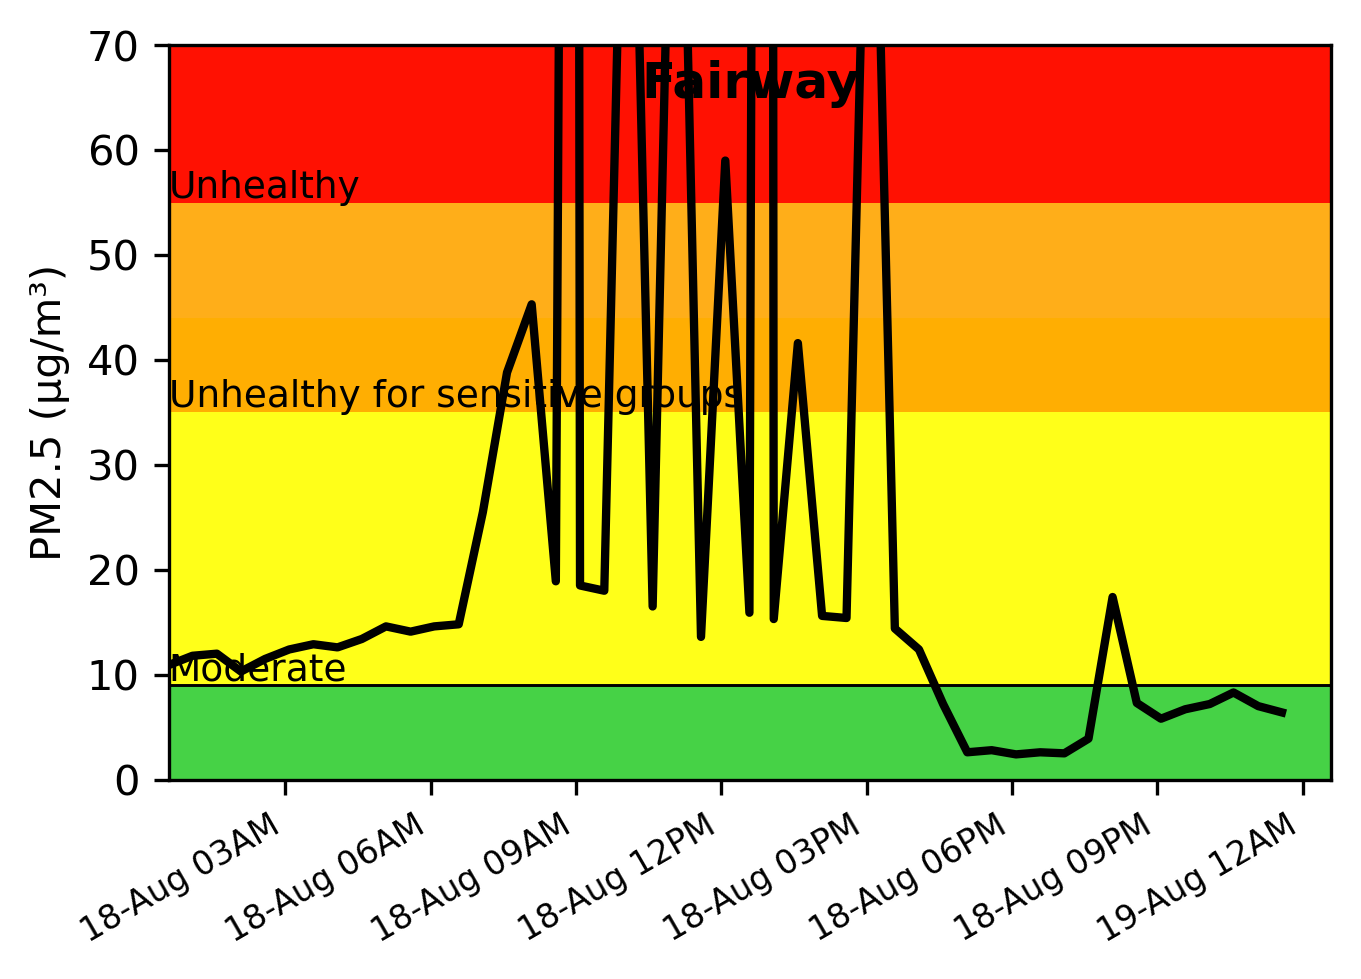 Fairway
70
60
50
40
30
20
10
0
PM2.5 (µg/m³)
Unhealthy
Unhealthy for sensitive groups
Moderate
18-Aug 03AM
18-Aug 06AM
18-Aug 09AM
18-Aug 12PM
18-Aug 03PM
18-Aug 06PM
18-Aug 09PM
19-Aug 12AM